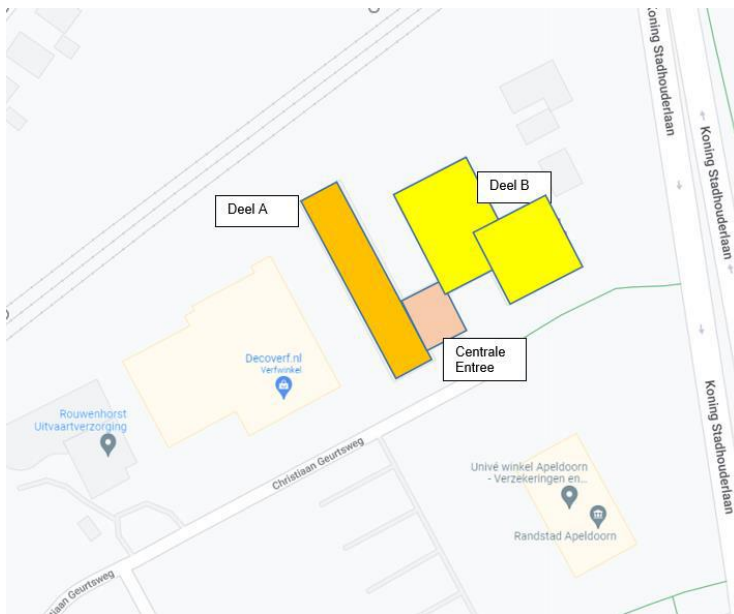 Koning Stadhouderlaan
Koning Stadhouderlaan
Deel B
Deel A
Centrale
Entree
Decoverf.nl
Verfwinkel
Rouwenhorst
Uitvaartverzorging
Christiaan Geurtsweg
Koning Stadhouderlaan
Univé winkel Apeldoorn
- Verzekeringen en...
Randstad Apeldoorn
tiaan Geurtsweg